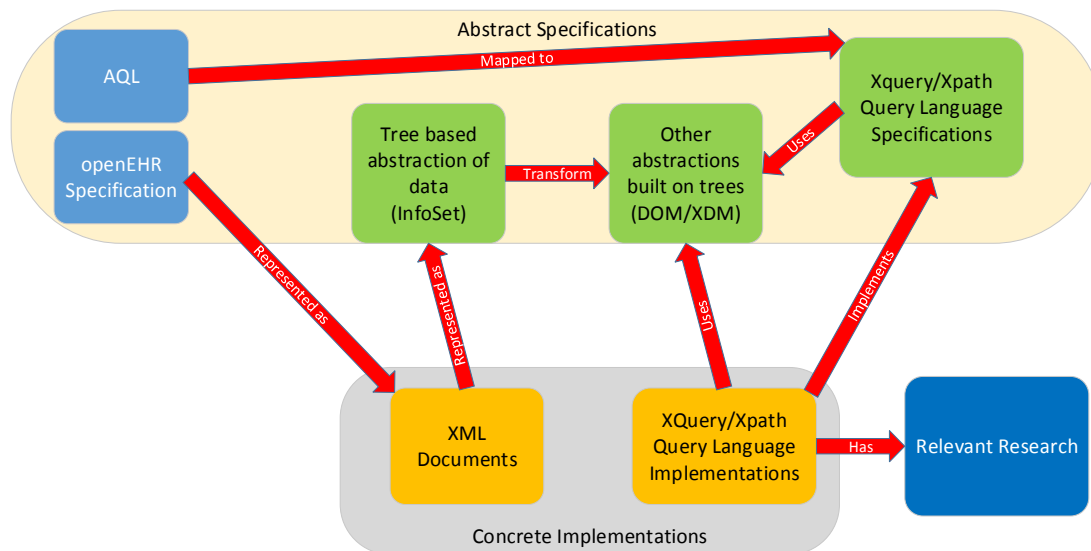 Abstract Specifications
AQL
Mapped to
Xquery/Xpath
Query Language
Specifications
openEHR
Specification
Tree based
abstraction of
data
(InfoSet)
Transform
Other
abstractions
built on trees
(DOM/XDM)
Uses
Represented as
Represented as
Uses
Implements
XML
Documents
XQuery/Xpath
Query Language
Implementations
Has
Relevant Research
Concrete Implementations